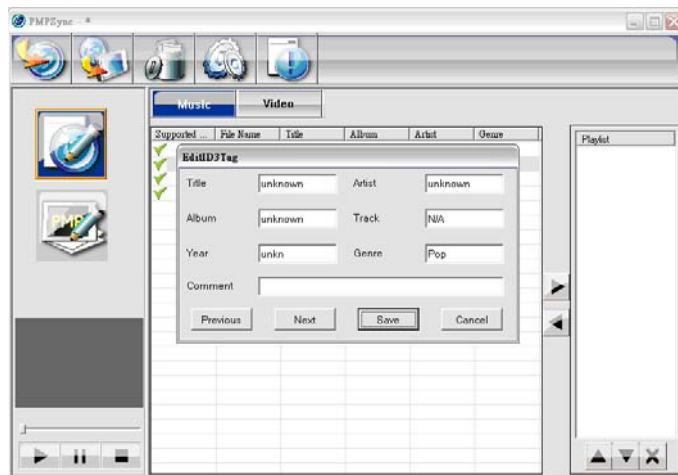 PMPSync - *
Music Video
Supported ... File Name Title Album Artist Genre
Playlist
EditID3Tag
Title unknown Artist unknown
Album unknown Track N/A
Year unkn Genre Pop
Comment
Previous Next Save Cancel
PMP